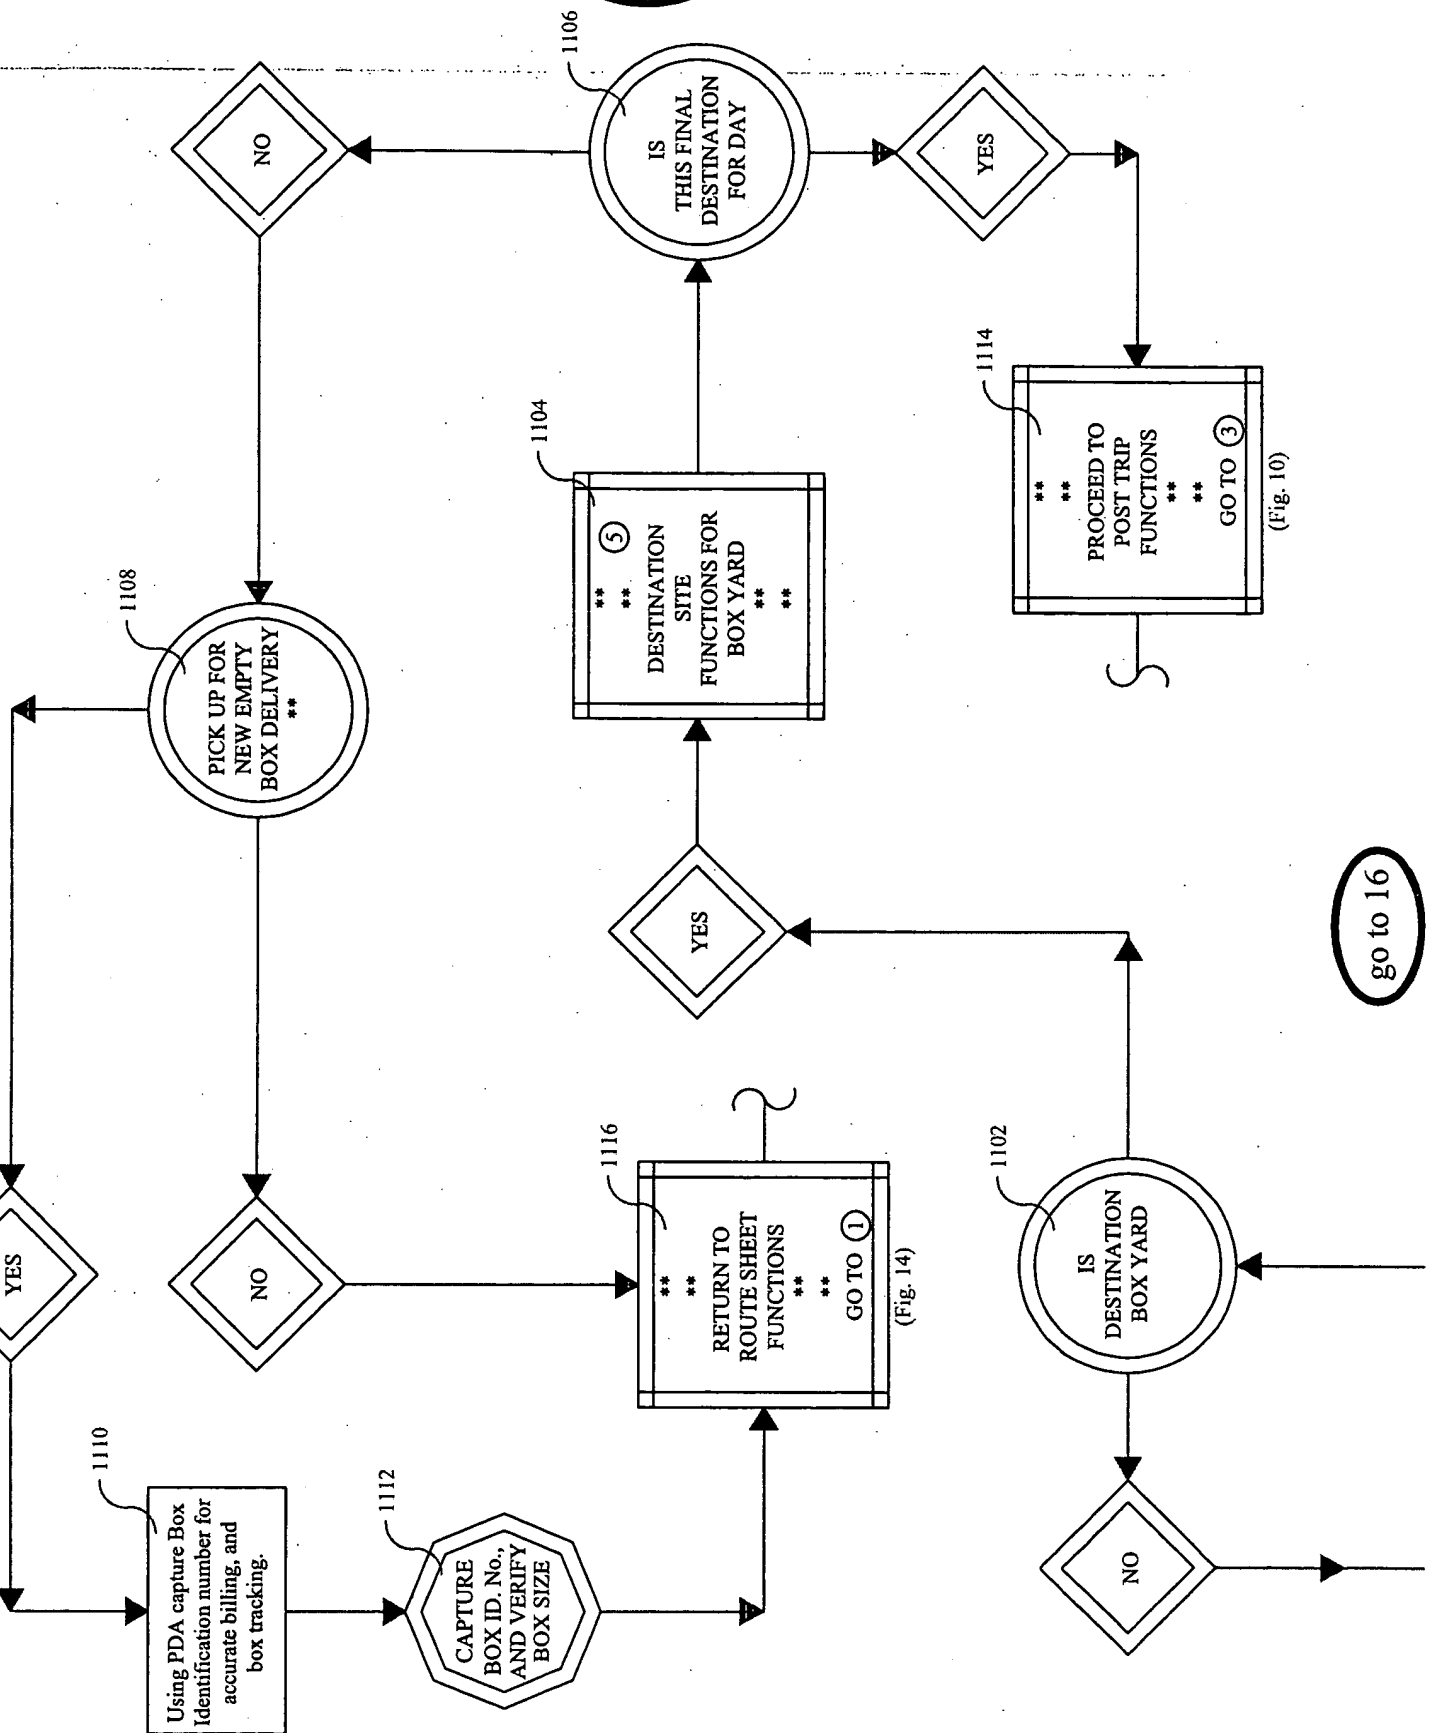 1106
IS
THIS FINAL
DESTINATION
FOR DAY
NO
YES
1108
PICK UP FOR
NEW EMPTY
BOX DELIVERY
**
1104
**
**
5
DESTINATION
SITE
FUNCTIONS FOR
BOX YARD
**
**
1114
**
**
PROCEED TO
POST TRIP
FUNCTIONS
**
**
GO TO 3
(Fig. 10)
YES
NO
YES
1116
**
**
RETURN TO
ROUTE SHEET
FUNCTIONS
**
**
GO TO 1
(Fig. 14)
1102
IS
DESTINATION
BOX YARD
NO
1110
Using PDA capture Box
Identification number for
accurate billing, and
box tracking.
1112
CAPTURE
BOX ID. No.,
AND VERIFY
BOX SIZE
go to 16